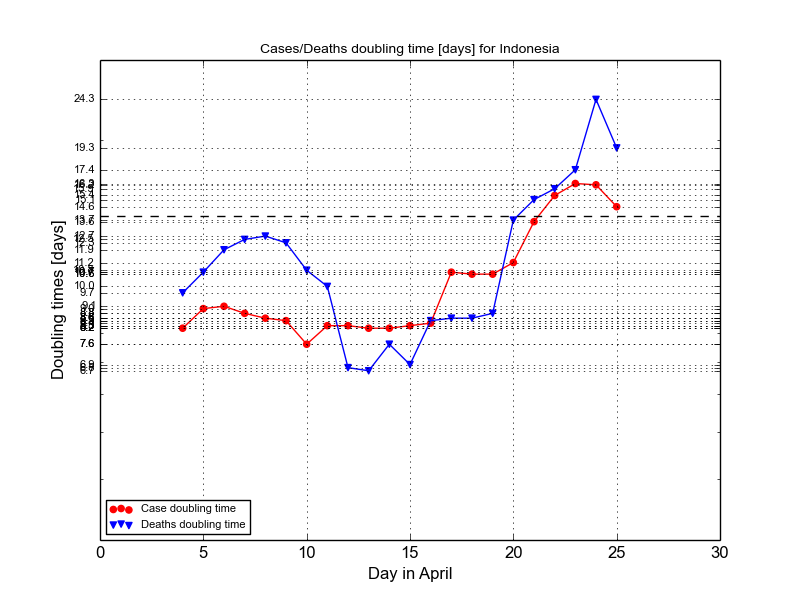 Cases/Deaths doubling time [days] for Indonesia
Doubling times [days]
24.3
19.3
17.4
15.1
14.6
13.6
12.7
11.9
11.2
10.0
9.7
7.6
6.9
6.7
Case doubling time
Deaths doubling time
0 5 10 15 20 25 30
Day in April